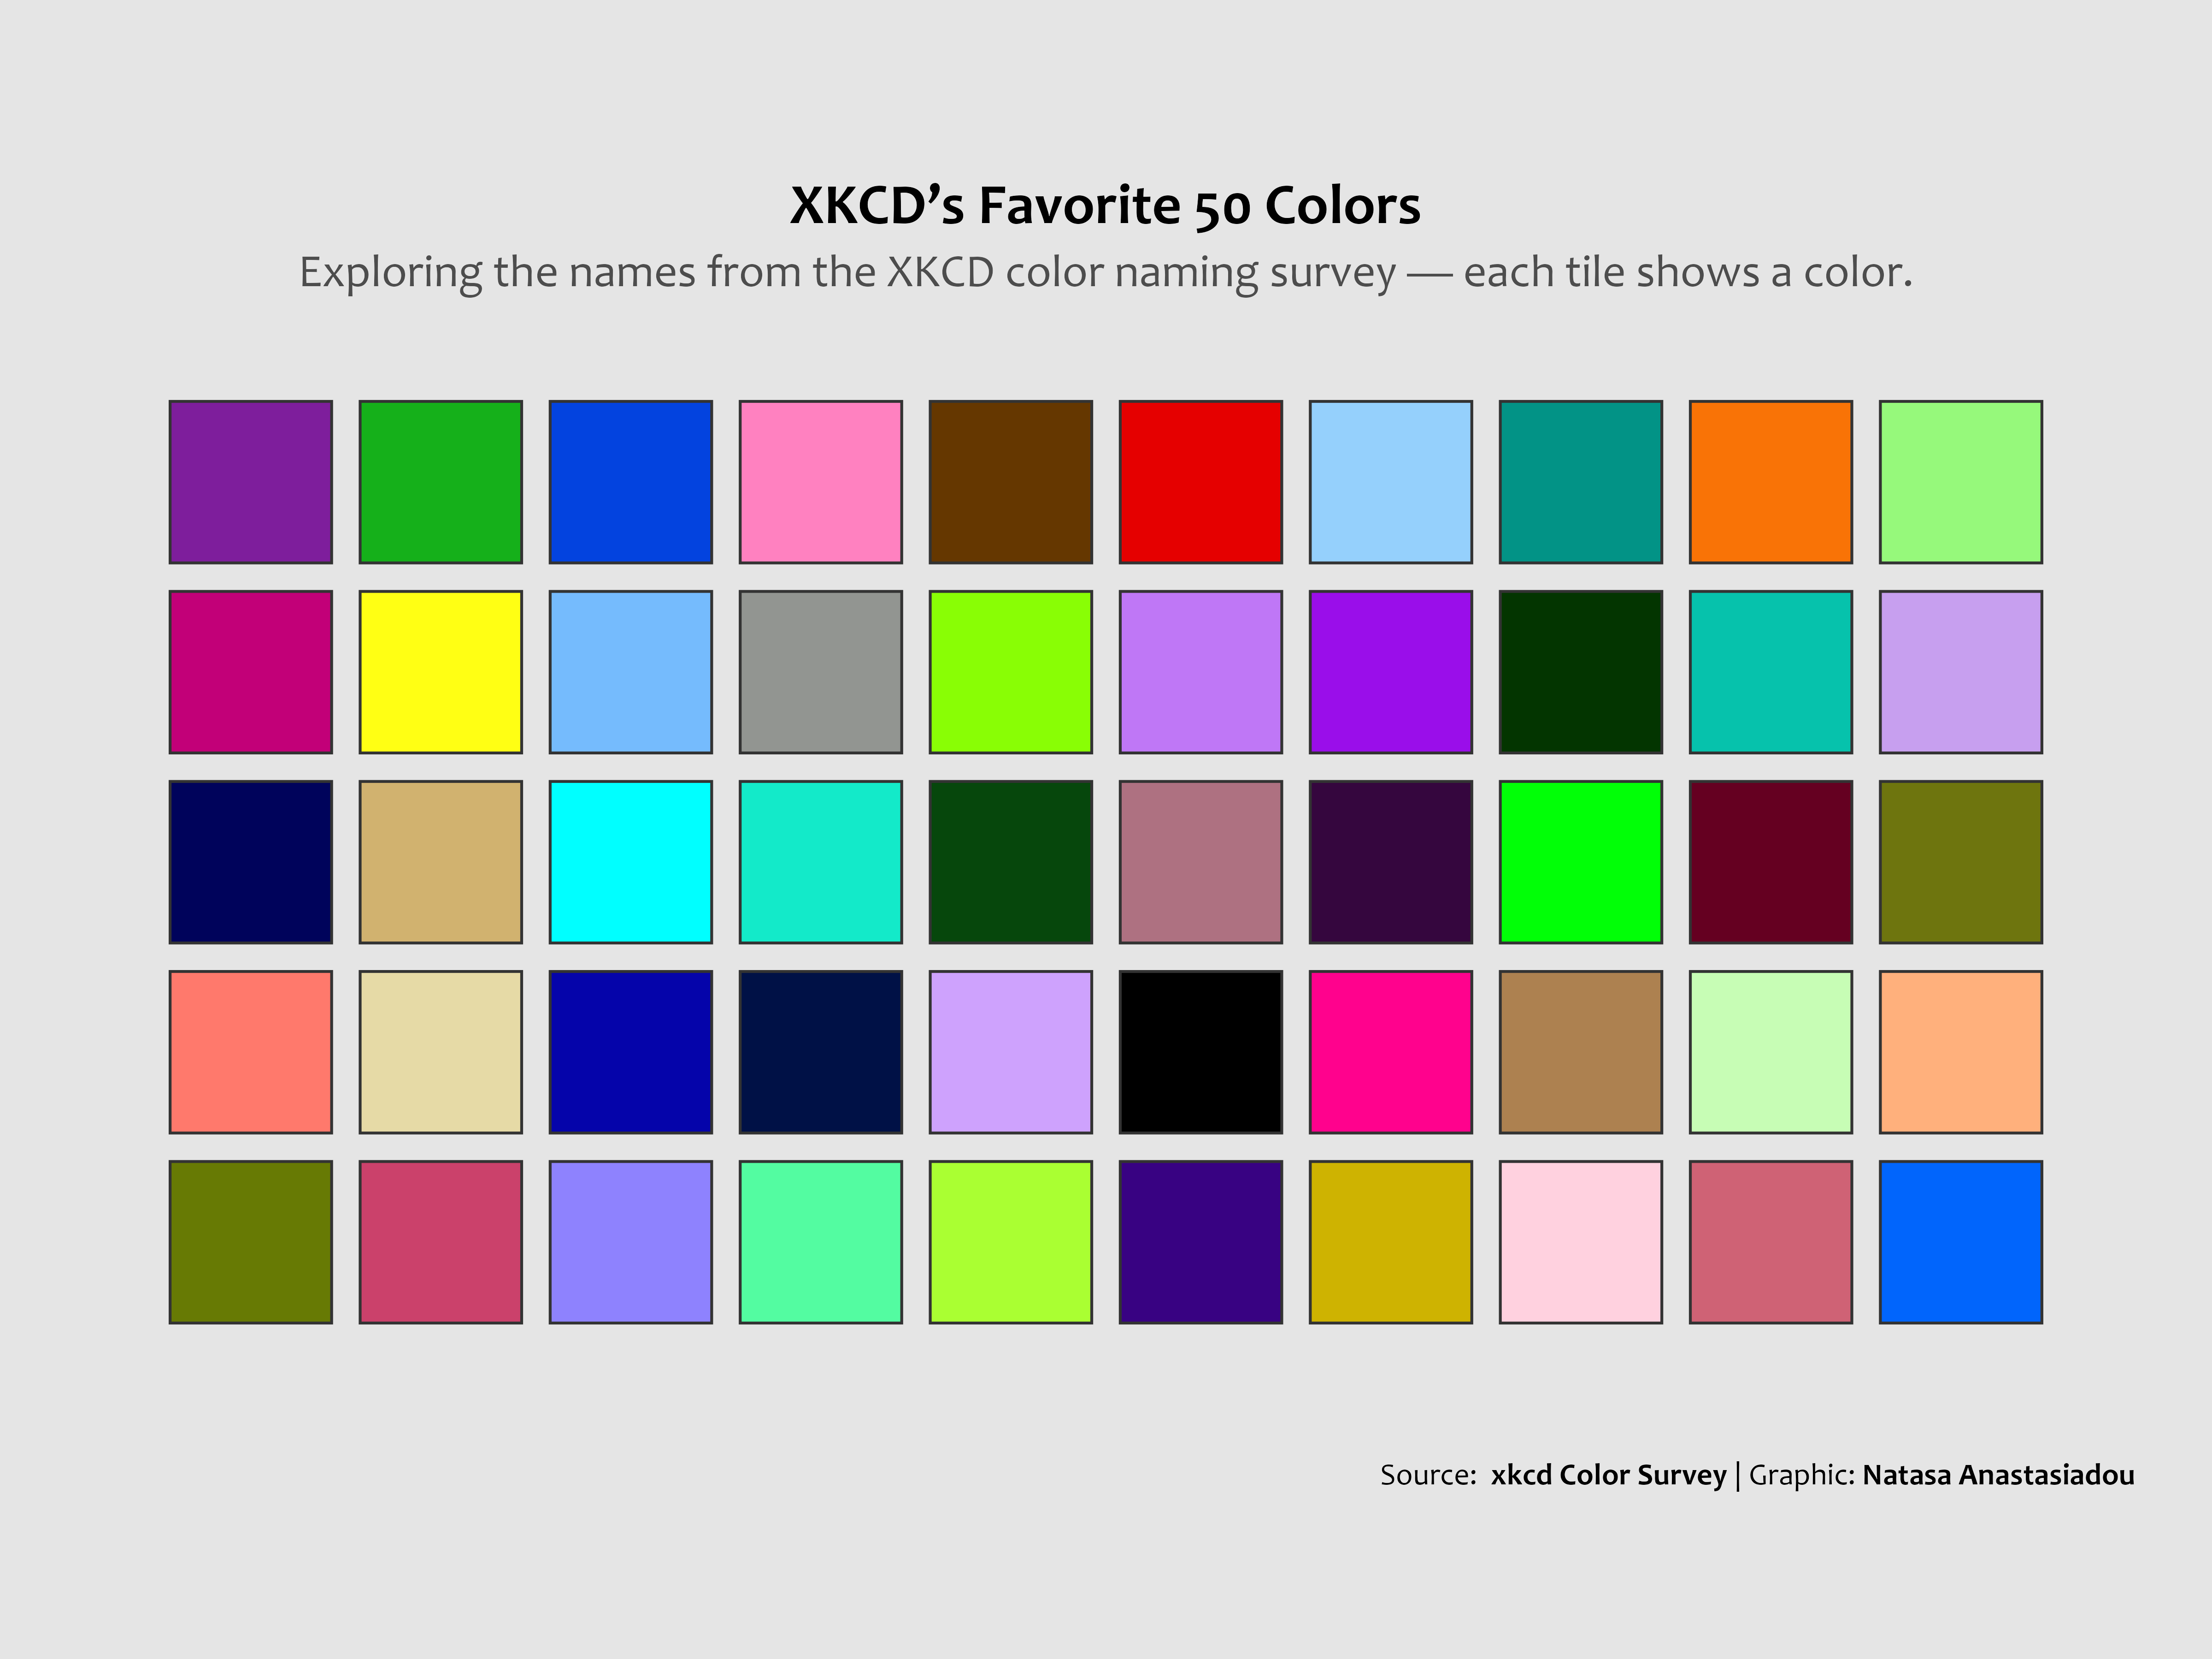 XKCD’s Favorite 50 Colors
Exploring the names from the XKCD color naming survey — each tile shows a color.
Source: xkcd Color Survey | Graphic: Natasa Anastasiadou